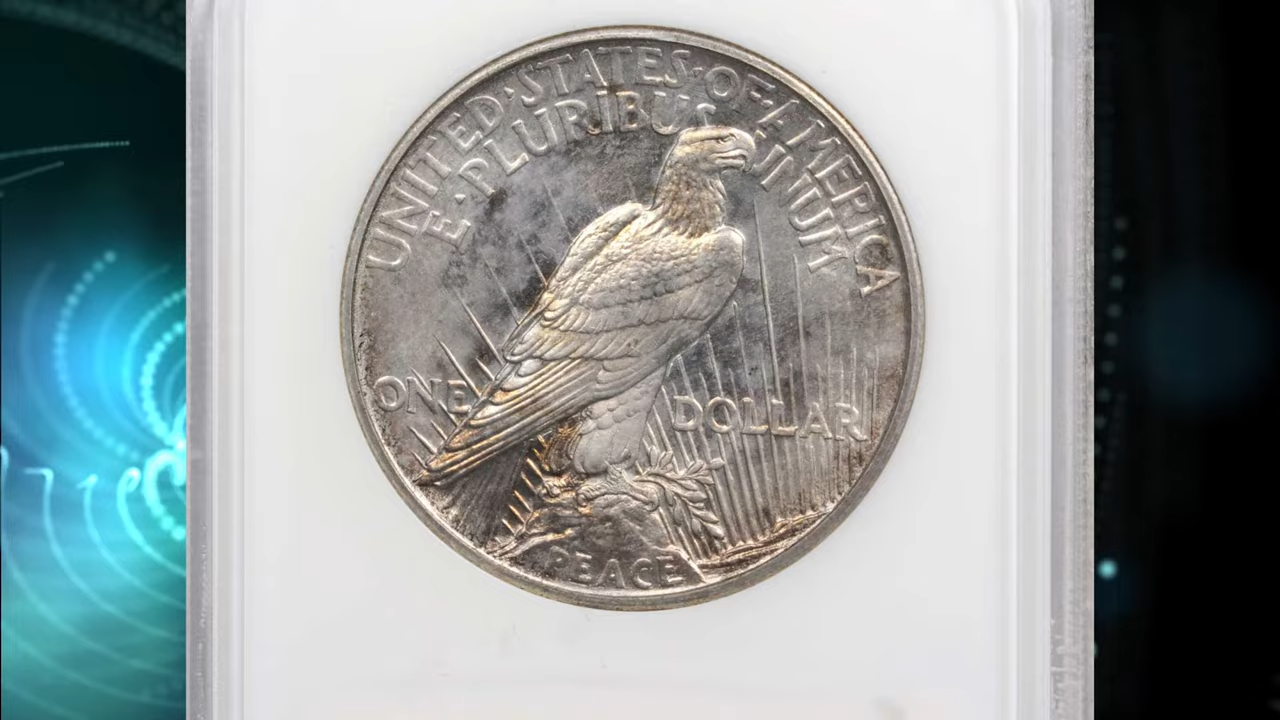 UNITED·STATES·OF·AMERICA
E·PLURIBUS UNUM
ONE DOLLAR
PEACE